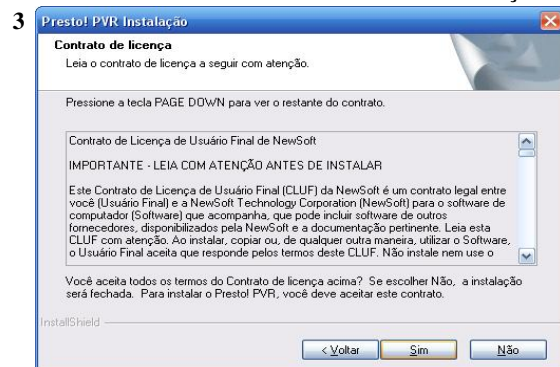 3
Presto! PVR Instalação
Contrato de licença
Leia o contrato de licença a seguir com atenção.
Pressione a tecla PAGE DOWN para ver o restante do contrato.
Contrato de Licença de Usuário Final de NewSoft
IMPORTANTE - LEIA COM ATENÇÃO ANTES DE INSTALAR
Este Contrato de Licença de Usuário Final (CLUF) da NewSoft é um contrato legal entre
você (Usuário Final) e a NewSoft Technology Corporation (NewSoft) para o software de
computador (Software) que acompanha, que pode incluir software de outros
fornecedores, disponibilizados pela NewSoft e a documentação pertinente. Leia esta
CLUF com atenção. Ao instalar, copiar ou, de qualquer outra maneira, utilizar o Software,
o Usuário Final aceita que responde pelos termos deste CLUF. Não instale nem use o
Você aceita todos os termos do Contrato de licença acima? Se escolher Não, a instalação
será fechada. Para instalar o Presto! PVR, você deve aceitar este contrato.
InstallShield
< Voltar Sim Não